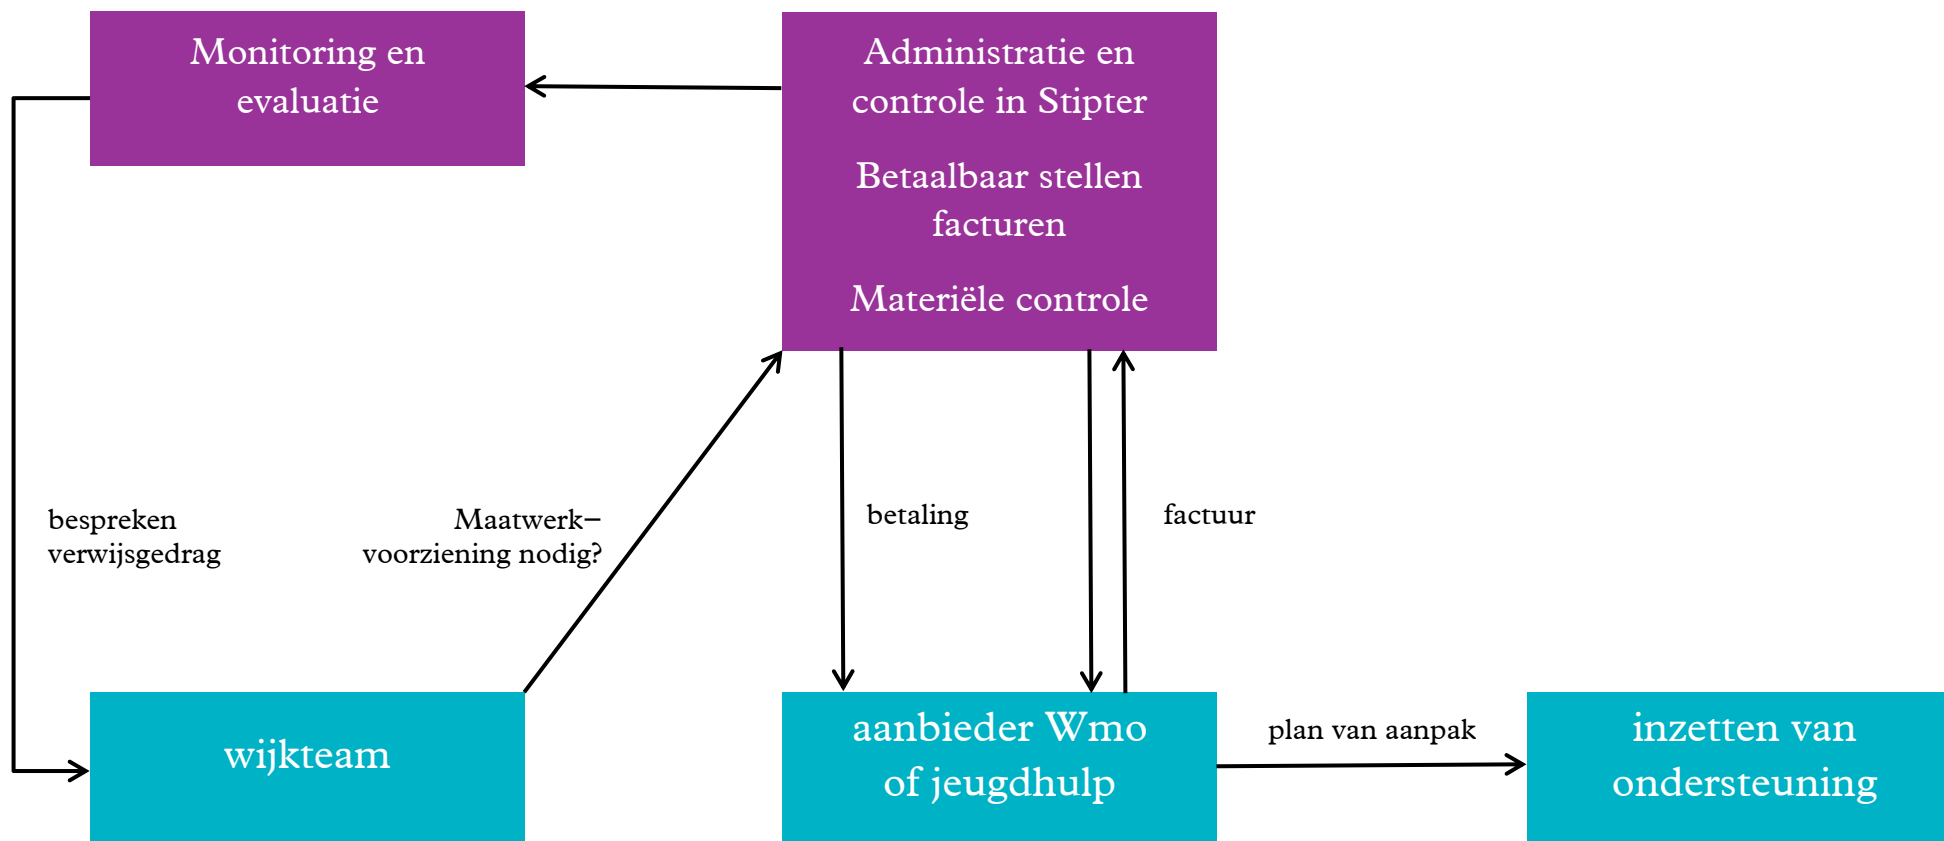 Monitoring en
evaluatie
Administratie en
controle in Stipter
Betaalbaar stellen
facturen
Materiële controle
bespreken
verwijsgedrag
Maatwerk–
voorziening nodig?
betaling
factuur
wijkteam
aanbieder Wmo
of jeugdhulp
plan van aanpak
inzetten van
ondersteuning